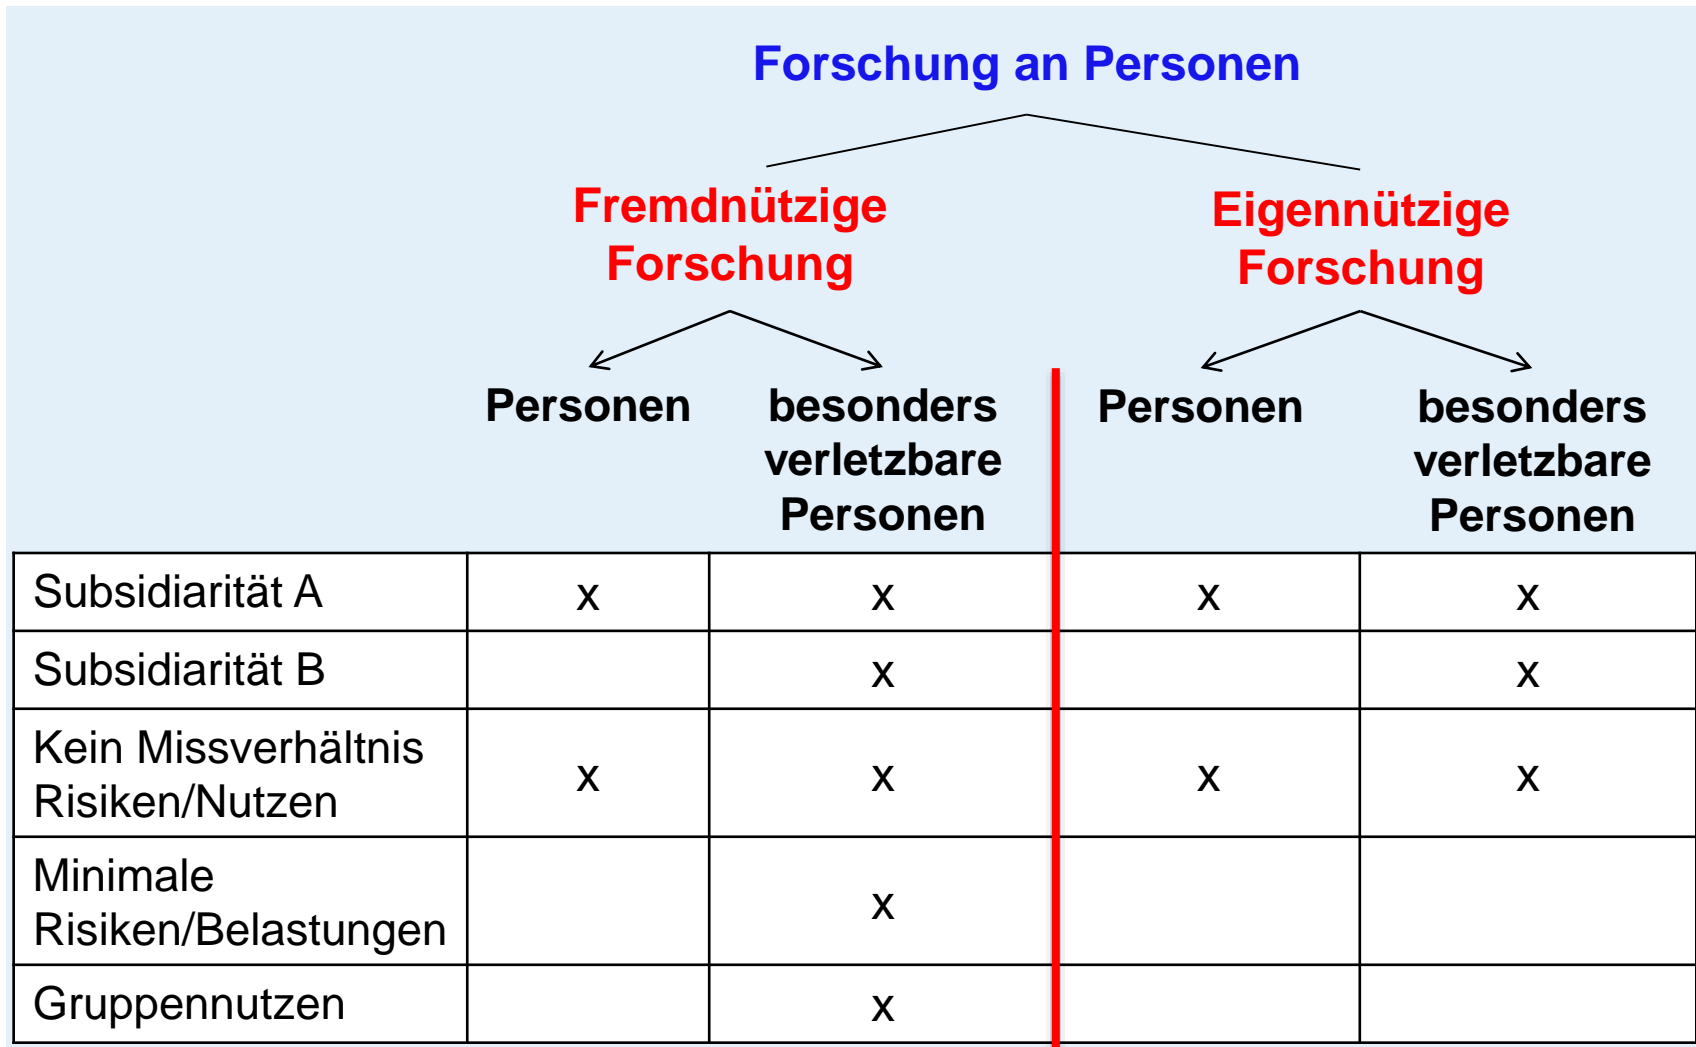 Forschung an Personen
Fremdnützige
Forschung
Eigennützige
Forschung
Personen
besonders
verletzbare
Personen
Personen
besonders
verletzbare
Personen
Subsidiarität A x x x x
Subsidiarität B x x
Kein Missverhältnis
Risiken/Nutzen x x x x
Minimale
Risiken/Belastungen x
Gruppennutzen x